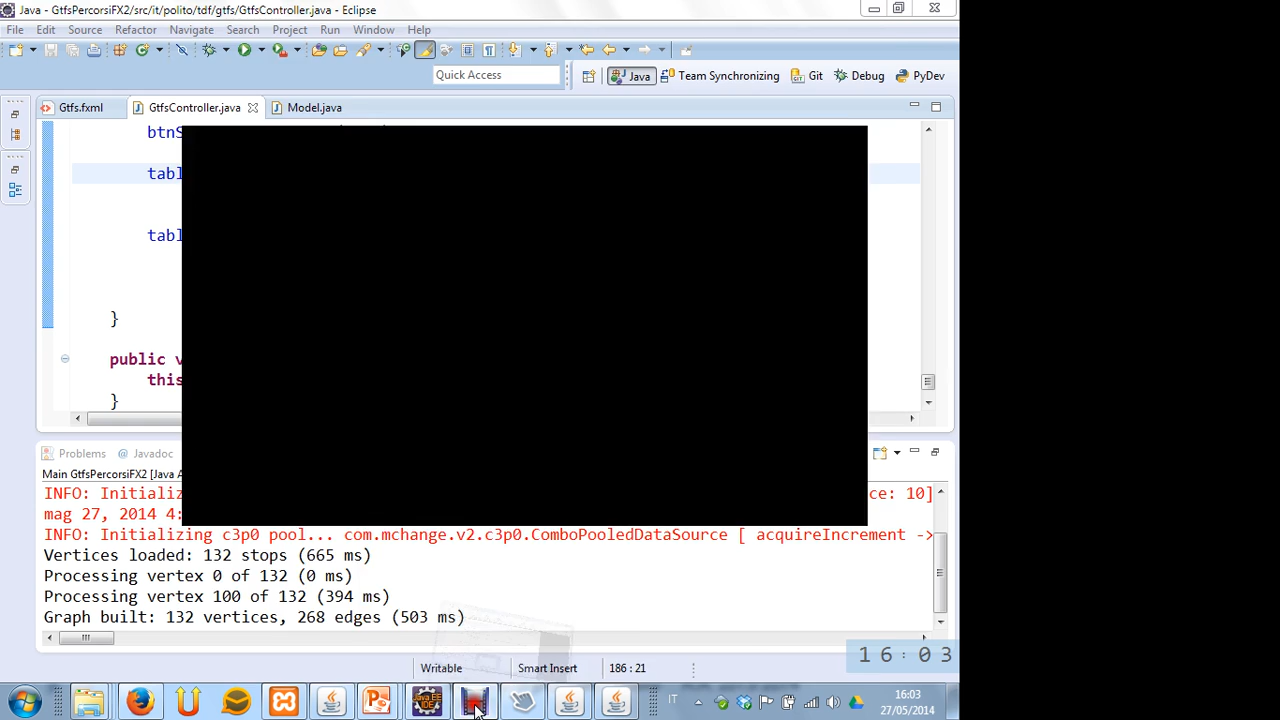 Java - GtfsPercorsiFX2/src/it/polito/tdf/gtfs/GtfsController.java - Eclipse
File Edit Source Refactor Navigate Search Project Run Window Help
Quick Access Java Team Synchronizing Git Debug PyDev
Gtfs.fxml GtfsController.java Model.java
btnS
tabl
tabl
}
public v
this
}
Problems @ Javadoc
Main GtfsPercorsiFX2 [Java A
INFO: Initializ ce: 10]
mag 27, 2014 4:
INFO: Initializing c3p0 pool... com.mchange.v2.c3p0.ComboPooledDataSource [ acquireIncrement ->
Vertices loaded: 132 stops (665 ms)
Processing vertex 0 of 132 (0 ms)
Processing vertex 100 of 132 (394 ms)
Graph built: 132 vertices, 268 edges (503 ms)
16:03
Writable Smart Insert 186 : 21
IT 16:03
27/05/2014